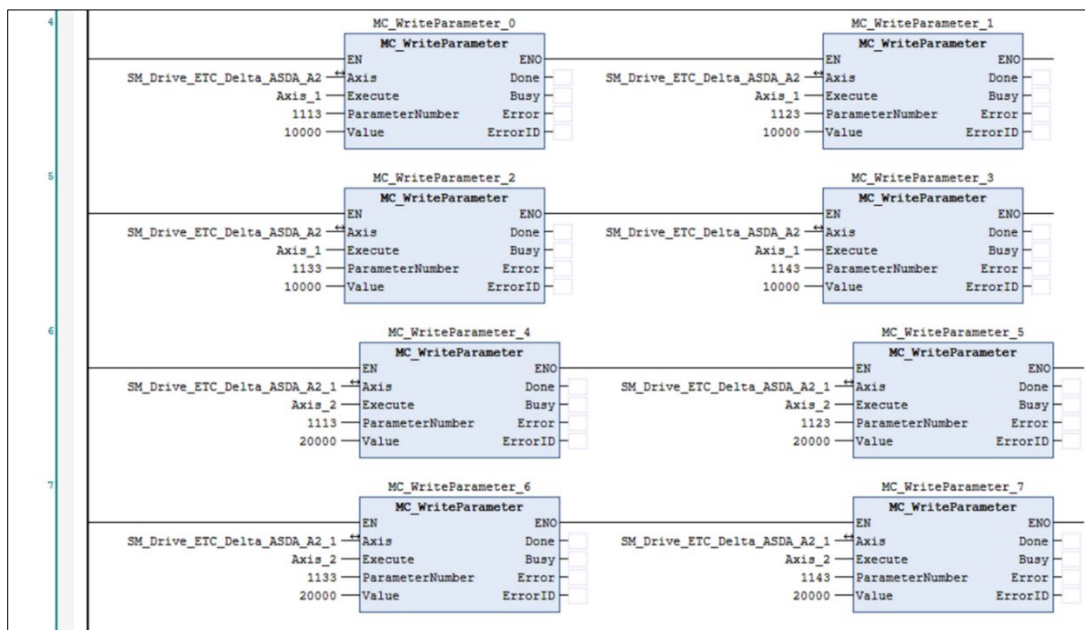 4
MC_WriteParameter_0 MC_WriteParameter_1
MC_WriteParameter MC_WriteParameter
EN ENO EN ENO
SM_Drive_ETC_Delta_ASDA_A2 Axis Done SM_Drive_ETC_Delta_ASDA_A2 Axis Done
Axis_1 Execute Busy Axis_1 Execute Busy
1113 ParameterNumber Error 1123 ParameterNumber Error
10000 Value ErrorID 10000 Value ErrorID
5
MC_WriteParameter_2 MC_WriteParameter_3
MC_WriteParameter MC_WriteParameter
EN ENO EN ENO
SM_Drive_ETC_Delta_ASDA_A2 Axis Done SM_Drive_ETC_Delta_ASDA_A2 Axis Done
Axis_1 Execute Busy Axis_1 Execute Busy
1133 ParameterNumber Error 1143 ParameterNumber Error
10000 Value ErrorID 10000 Value ErrorID
6
MC_WriteParameter_4 MC_WriteParameter_5
MC_WriteParameter MC_WriteParameter
EN ENO EN ENO
SM_Drive_ETC_Delta_ASDA_A2_1 Axis Done SM_Drive_ETC_Delta_ASDA_A2_1 Axis Done
Axis_2 Execute Busy Axis_2 Execute Busy
1113 ParameterNumber Error 1123 ParameterNumber Error
20000 Value ErrorID 20000 Value ErrorID
7
MC_WriteParameter_6 MC_WriteParameter_7
MC_WriteParameter MC_WriteParameter
EN ENO EN ENO
SM_Drive_ETC_Delta_ASDA_A2_1 Axis Done SM_Drive_ETC_Delta_ASDA_A2_1 Axis Done
Axis_2 Execute Busy Axis_2 Execute Busy
1133 ParameterNumber Error 1143 ParameterNumber Error
20000 Value ErrorID 20000 Value ErrorID